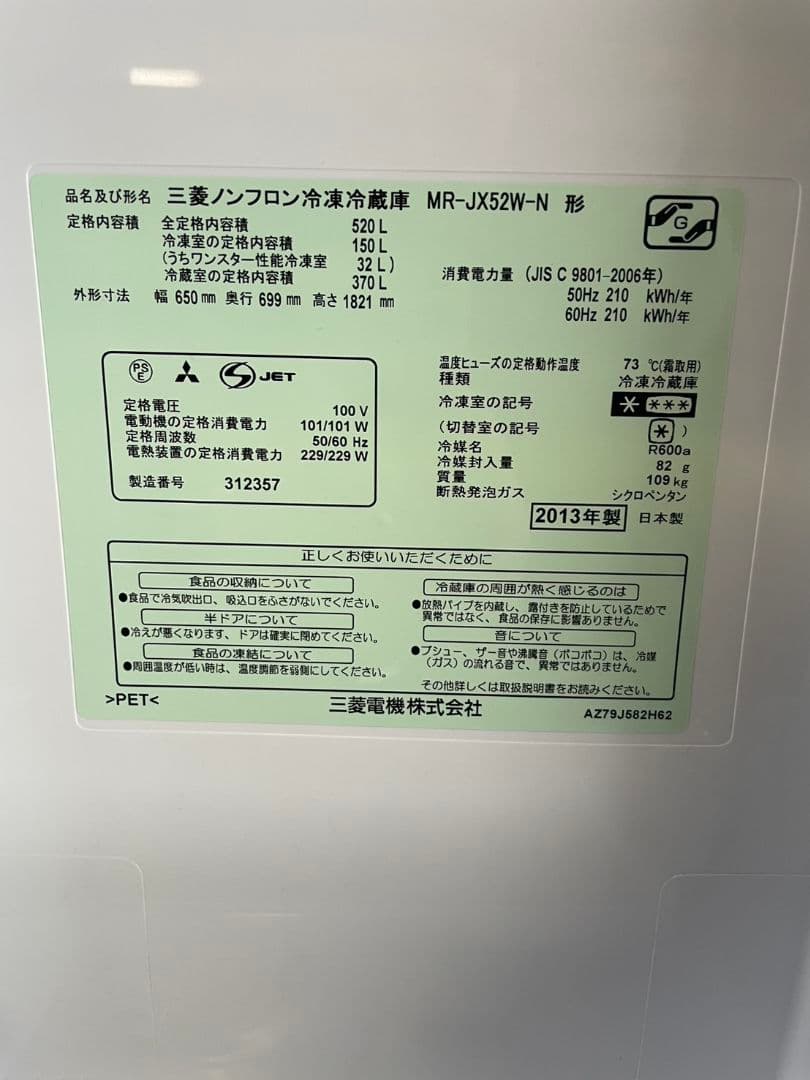 品名及び形名 三菱ノンフロン冷凍冷蔵庫 MR-JX52W-N 形
G
定格内容積 全定格内容積 520 L
冷凍室の定格内容積 150 L
(うちワンスター性能冷凍室 32 L)
冷蔵室の定格内容積 370 L
外形寸法 幅 650 mm 奥行 699 mm 高さ 1821 mm
消費電力量 (JIS C 9801-2006年)
50Hz 210 kWh/年
60Hz 210 kWh/年
PS
E
JET
定格電圧 100 V
電動機の定格消費電力 101/101 W
定格周波数 50/60 Hz
電熱装置の定格消費電力 229/229 W
製造番号 312357
温度ヒューズの定格動作温度 73 ℃(霜取用)
種類 冷凍冷蔵庫
冷凍室の記号 * ***
(切替室の記号 * )
冷媒名 R600a
冷媒封入量 82 g
質量 109 kg
断熱発泡ガス シクロペンタン
2013年製 日本製
正しくお使いいただくために
食品の収納について
●食品で冷気吹出口、吸込口をふさがないでください。
半ドアについて
●冷えが悪くなります、ドアは確実に閉めてください。
食品の凍結について
●周囲温度が低い時は、温度調節を弱側にしてください。
冷蔵庫の周囲が熱く感じるのは
●放熱パイプを内蔵し、露付きを防止しているためで
異常ではなく、食品の保存に影響ありません。
音について
●プシュー、ザー音や沸騰音(ポコポコ)は、冷媒
(ガス)の流れる音で、異常ではありません。
その他詳しくは取扱説明書をお読みください。
>PET<
三菱電機株式会社
AZ79J582H62